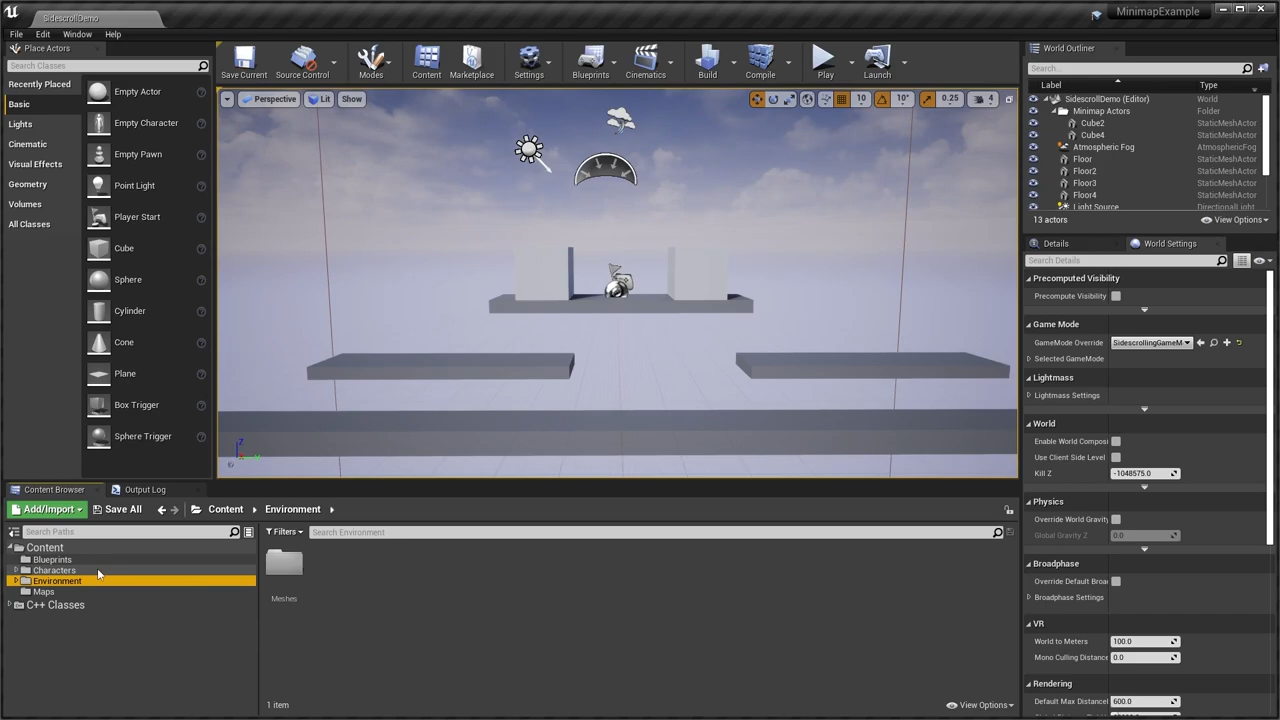 SidescrollDemo
MinimapExample
File Edit Window Help
Place Actors
Search Classes
Recently Placed
Basic
Lights
Cinematic
Visual Effects
Geometry
Volumes
All Classes
Empty Actor
Empty Character
Empty Pawn
Point Light
Player Start
Cube
Sphere
Cylinder
Cone
Plane
Box Trigger
Sphere Trigger
Save Current
Source Control
Modes
Content
Marketplace
Settings
Blueprints
Cinematics
Build
Compile
Play
Launch
Perspective
Lit
Show
10
10°
0.25
4
Z
World Outliner
Search...
Label Type
SidescrollDemo (Editor) World
Minimap Actors Folder
Cube2 StaticMeshActor
Cube4 StaticMeshActor
Atmospheric Fog AtmosphericFog
Floor StaticMeshActor
Floor2 StaticMeshActor
Floor3 StaticMeshActor
Floor4 StaticMeshActor
Light Source DirectionalLight
13 actors
View Options
Details
World Settings
Search Details
Precomputed Visibility
Precompute Visibility
Game Mode
GameMode Override SidescrollingGameM
Selected GameMode
Lightmass
Lightmass Settings
World
Enable World Compos
Use Client Side Level
Kill Z -1048575.0
Physics
Override World Gravity
Global Gravity Z 0.0
Broadphase
Override Default Broa
Broadphase Settings
VR
World to Meters 100.0
Mono Culling Distance 0.0
Rendering
Default Max Distance 600.0
Content Browser
Output Log
Add/Import
Save All
Content
Environment
Search Paths
Filters
Search Environment
Content
Blueprints
Characters
Environment
Maps
C++ Classes
Meshes
1 item
View Options